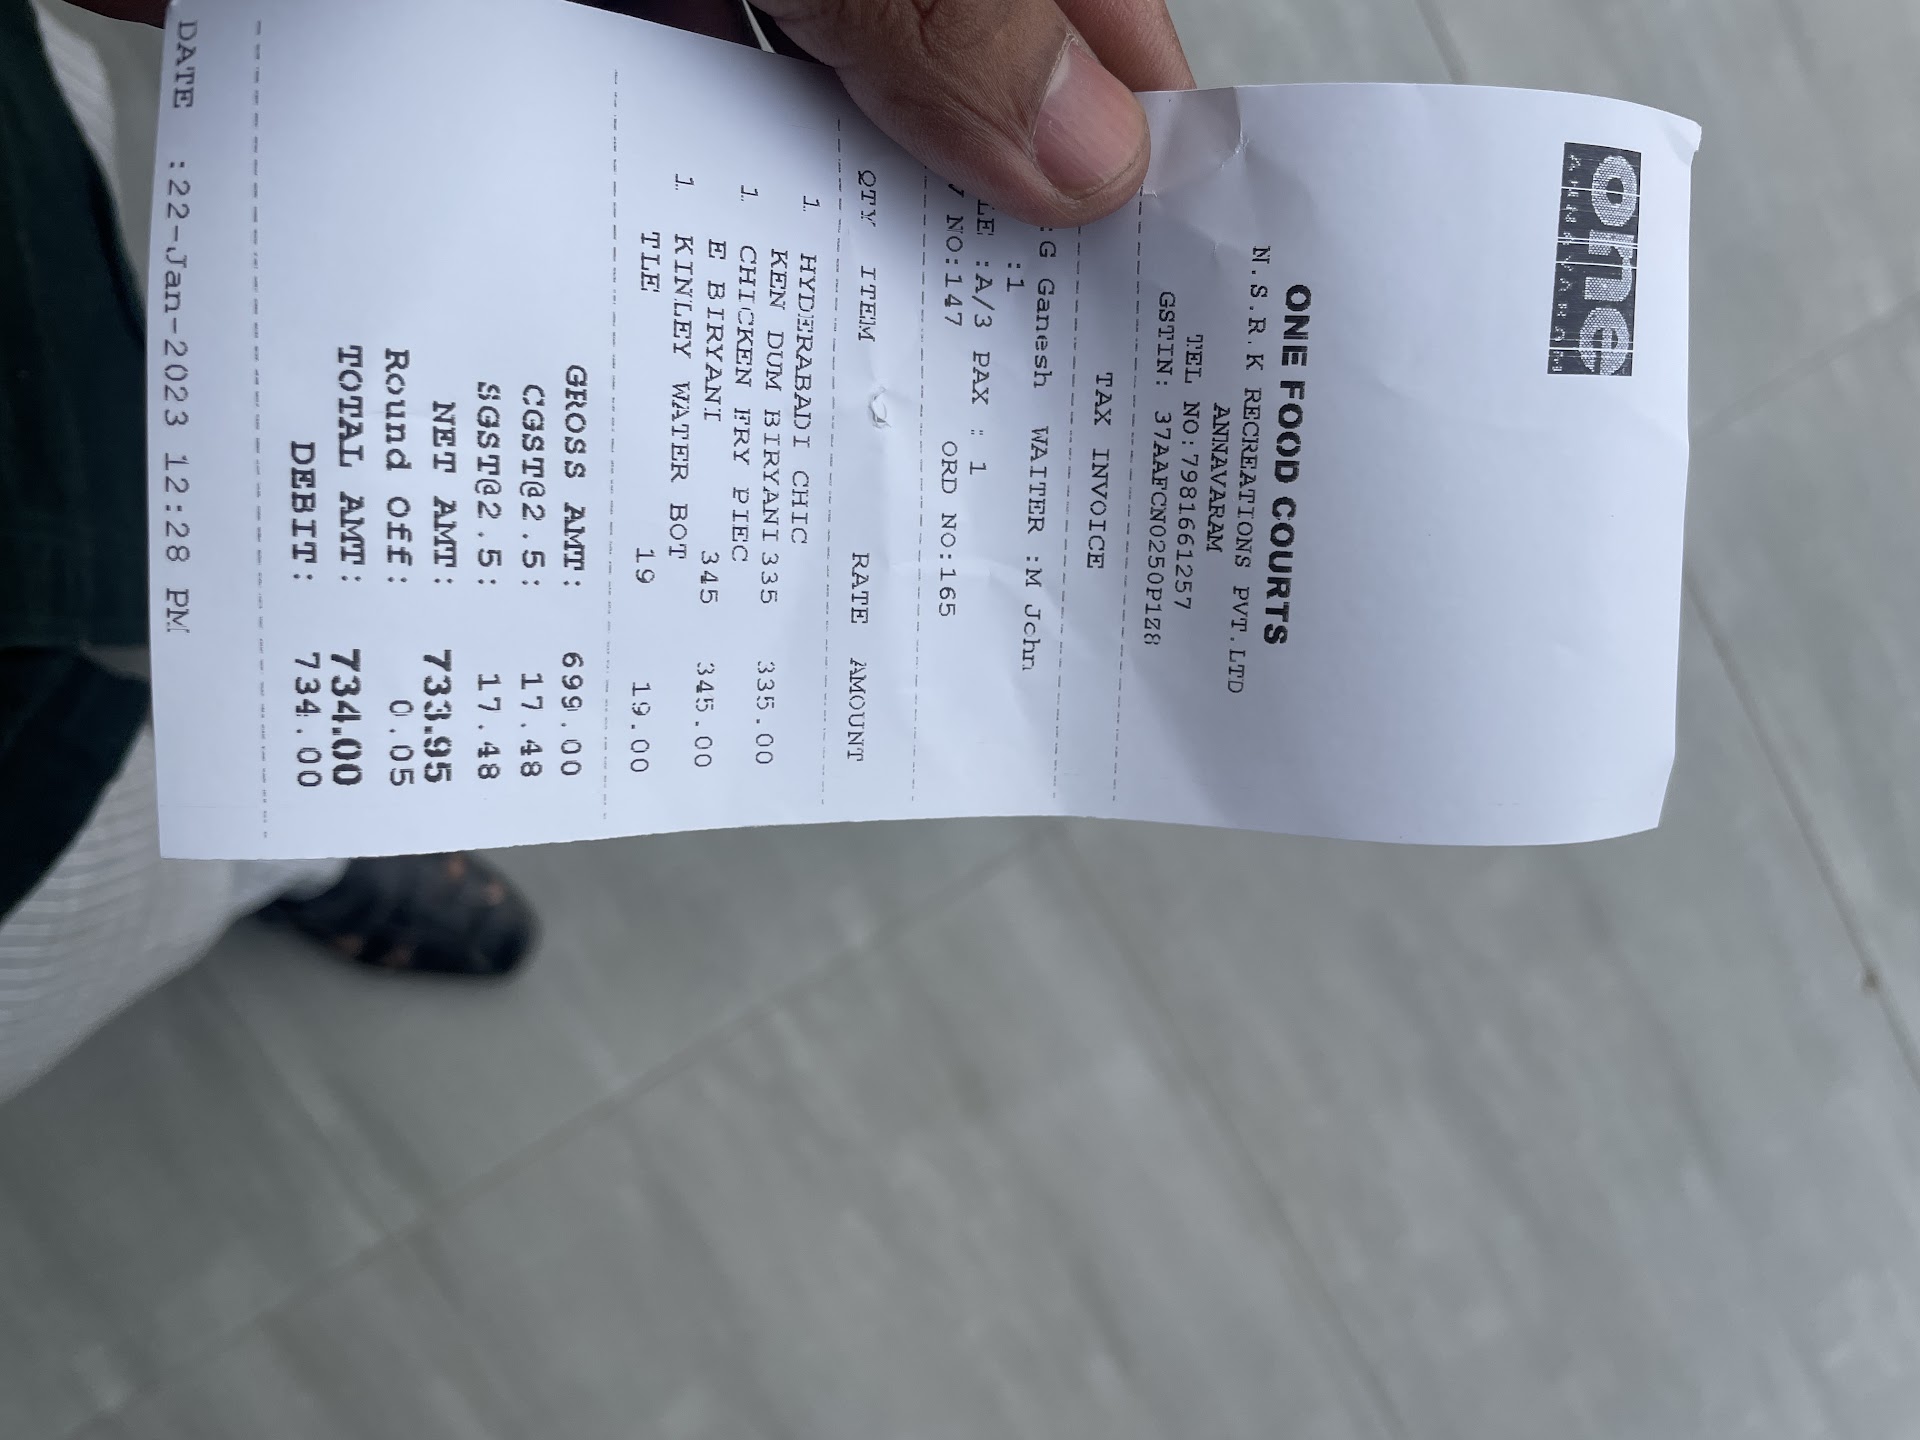 one
ANNAVARAM
ONE FOOD COURTS
N.S.R.K RECREATIONS PVT.LTD
ANNAVARAM
TEL NO:7981661257
GSTIN: 37AAFCN0250P1Z8
TAX INVOICE
:G Ganesh WAITER :M John
:1
LE :A/3 PAX : 1
NO:147 ORD NO:165
QTY ITEM RATE AMOUNT
1 HYDERABADI CHIC
KEN DUM BIRYANI 335 335.00
1 CHICKEN FRY PIEC
E BIRYANI 345 345.00
1 KINLEY WATER BOT
TLE 19 19.00
GROSS AMT: 699.00
CGST@2.5: 17.48
SGST@2.5: 17.48
NET AMT: 733.95
Round Off: 0.05
TOTAL AMT: 734.00
DEBIT: 734.00
DATE :22-Jan-2023 12:28 PM